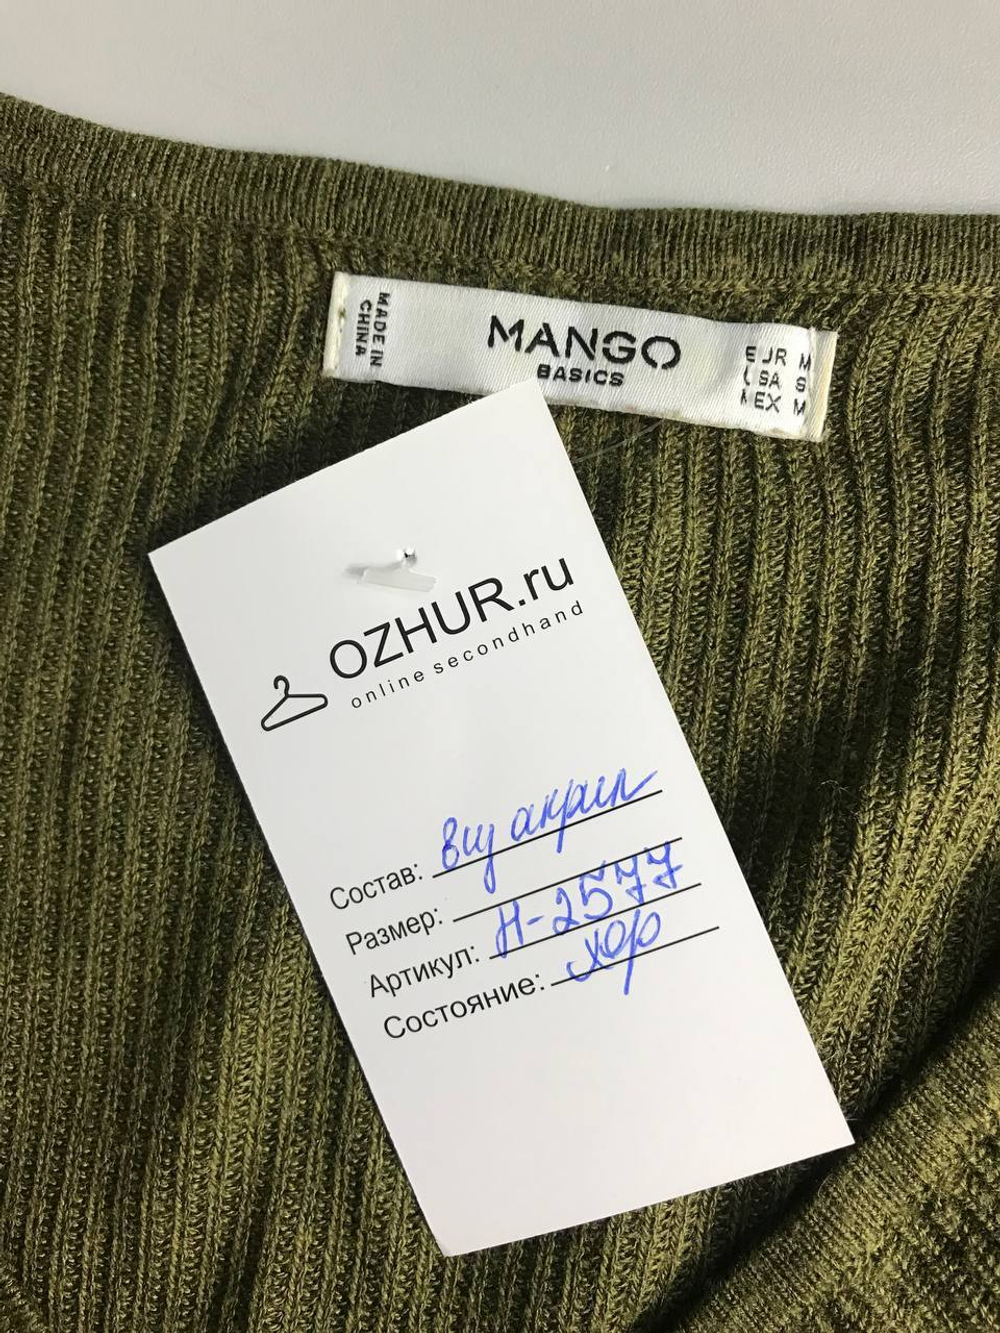 MADE IN
CHINA
MANGO
BASICS
EUR M
USA S
MEX M
OZHUR.ru
online secondhand
Состав: вщ акрил
Размер:
Артикул: Н-2577
Состояние: хор